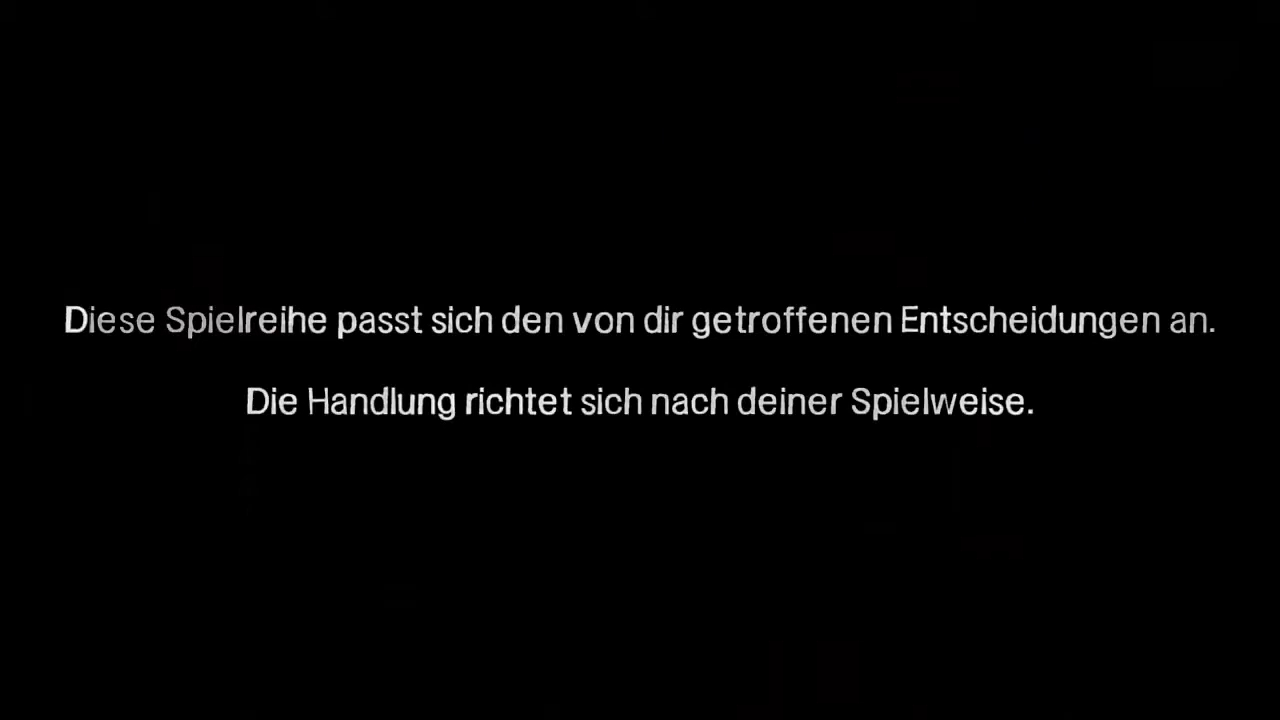 Diese Spielreihe passt sich den von dir getroffenen Entscheidungen an.
Die Handlung richtet sich nach deiner Spielweise.